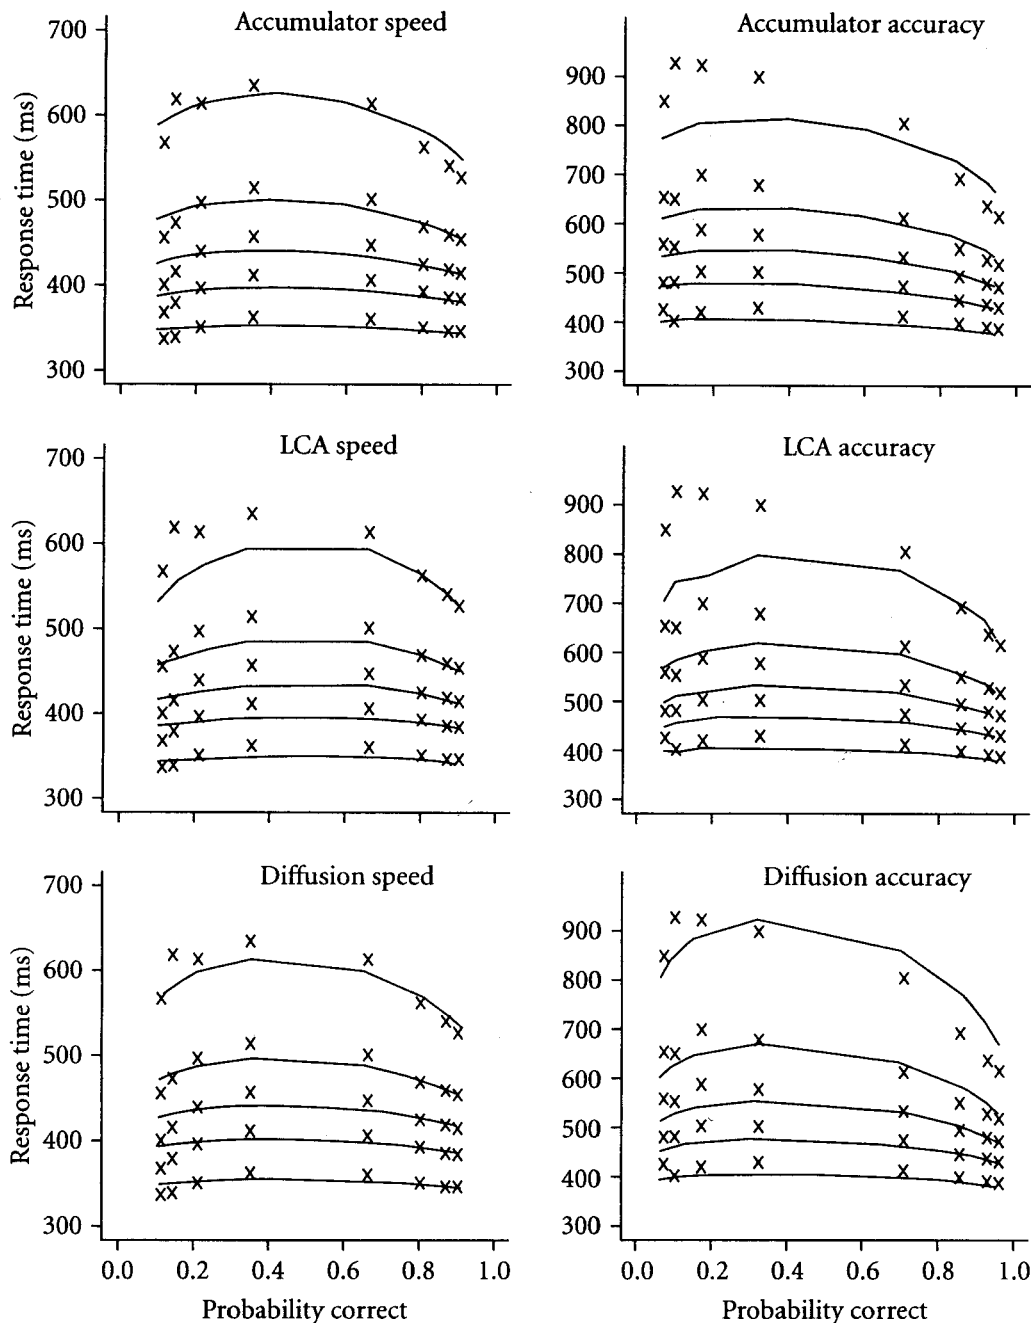 Accumulator speed
Accumulator accuracy
Response time (ms)
700
600
500
400
300
900
800
700
600
500
400
300
LCA speed
LCA accuracy
Response time (ms)
700
600
500
400
300
900
800
700
600
500
400
300
Diffusion speed
Diffusion accuracy
Response time (ms)
700
600
500
400
300
900
800
700
600
500
400
300
0.0 0.2 0.4 0.6 0.8 1.0
0.0 0.2 0.4 0.6 0.8 1.0
Probability correct
Probability correct